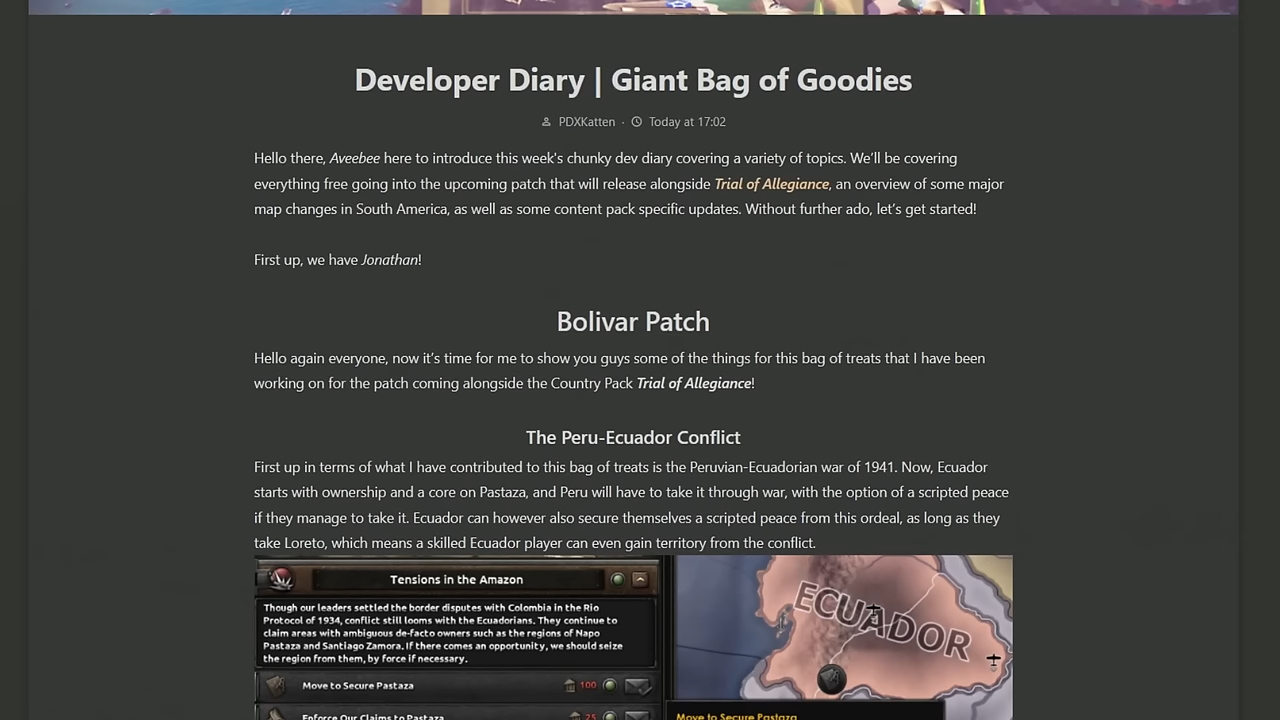 Developer Diary | Giant Bag of Goodies
PDXKatten · Today at 17:02
Hello there, Aveebee here to introduce this week's chunky dev diary covering a variety of topics. We'll be covering
everything free going into the upcoming patch that will release alongside Trial of Allegiance, an overview of some major
map changes in South America, as well as some content pack specific updates. Without further ado, let's get started!
First up, we have Jonathan!
Bolivar Patch
Hello again everyone, now it's time for me to show you guys some of the things for this bag of treats that I have been
working on for the patch coming alongside the Country Pack Trial of Allegiance!
The Peru-Ecuador Conflict
First up in terms of what I have contributed to this bag of treats is the Peruvian-Ecuadorian war of 1941. Now, Ecuador
starts with ownership and a core on Pastaza, and Peru will have to take it through war, with the option of a scripted peace
if they manage to take it. Ecuador can however also secure themselves a scripted peace from this ordeal, as long as they
take Loreto, which means a skilled Ecuador player can even gain territory from the conflict.
Tensions in the Amazon
Though our leaders settled the border disputes with Colombia in the Rio
Protocol of 1934, conflict still looms with the Ecuadorians. They continue to
claim areas with ambiguous de-facto owners such as the regions of Napo
Pastaza and Santiago Zamora. If there comes an opportunity, we should seize
the region from them, by force if necessary.
Move to Secure Pastaza 100
Enforce Our Claims to Pastaza 25
ECUADOR
Move to Secure Pastaza